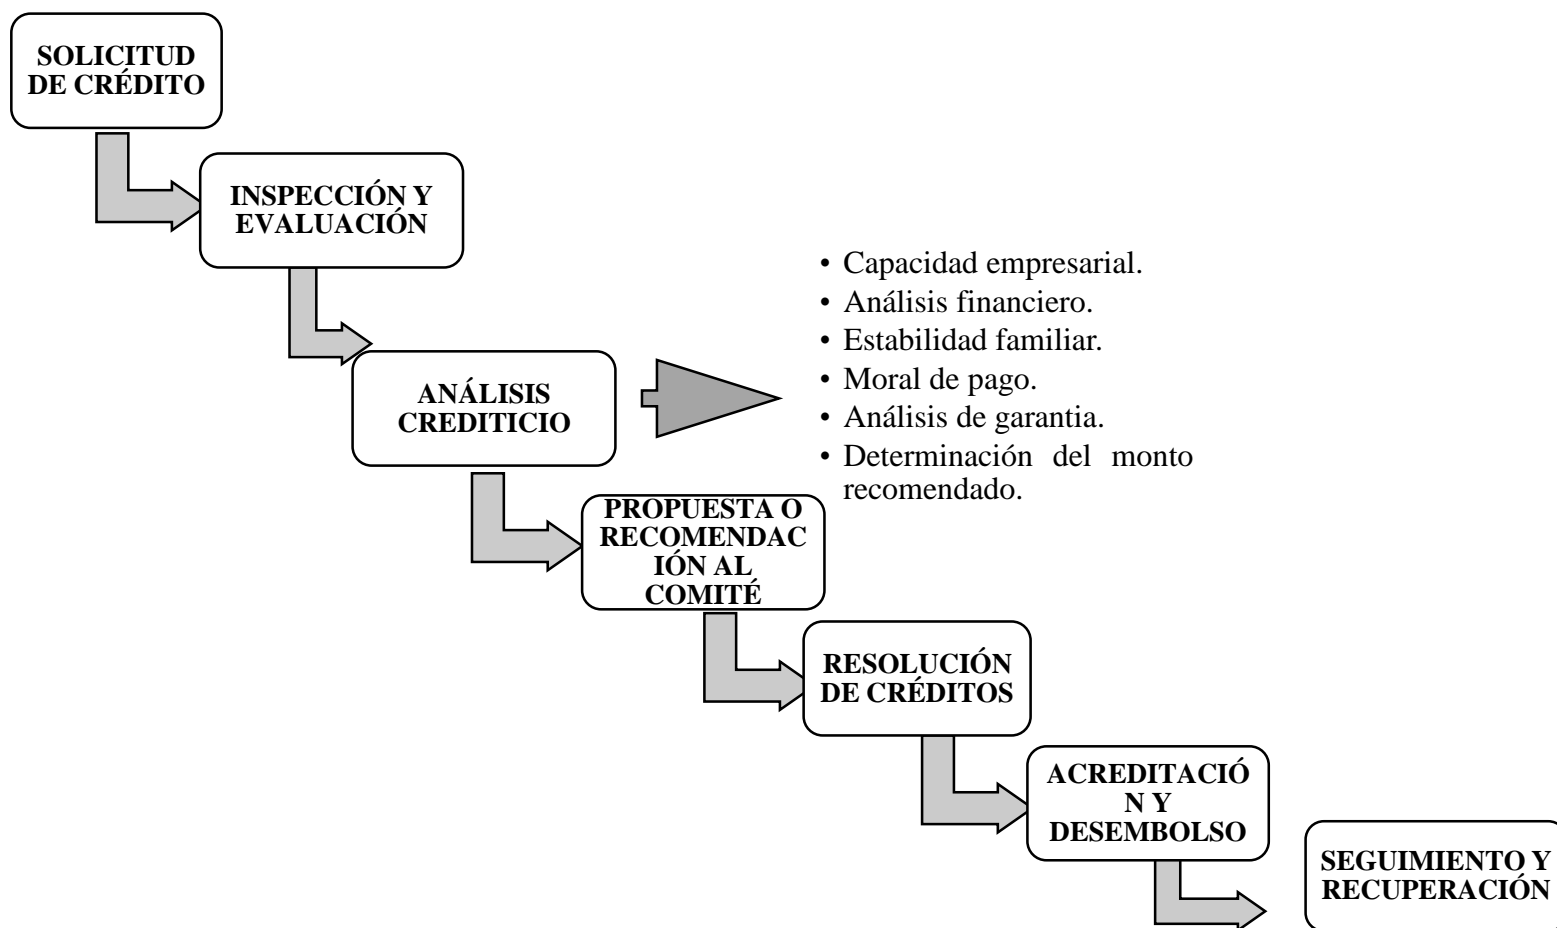 SOLICITUD
DE CRÉDITO
INSPECCIÓN Y
EVALUACIÓN
• Capacidad empresarial.
• Análisis financiero.
• Estabilidad familiar.
• Moral de pago.
• Análisis de garantia.
• Determinación del monto
recomendado.
ANÁLISIS
CREDITICIO
PROPUESTA O
RECOMENDAC
IÓN AL
COMITÉ
RESOLUCIÓN
DE CRÉDITOS
ACREDITACIÓ
N Y
DESEMBOLSO
SEGUIMIENTO Y
RECUPERACIÓN